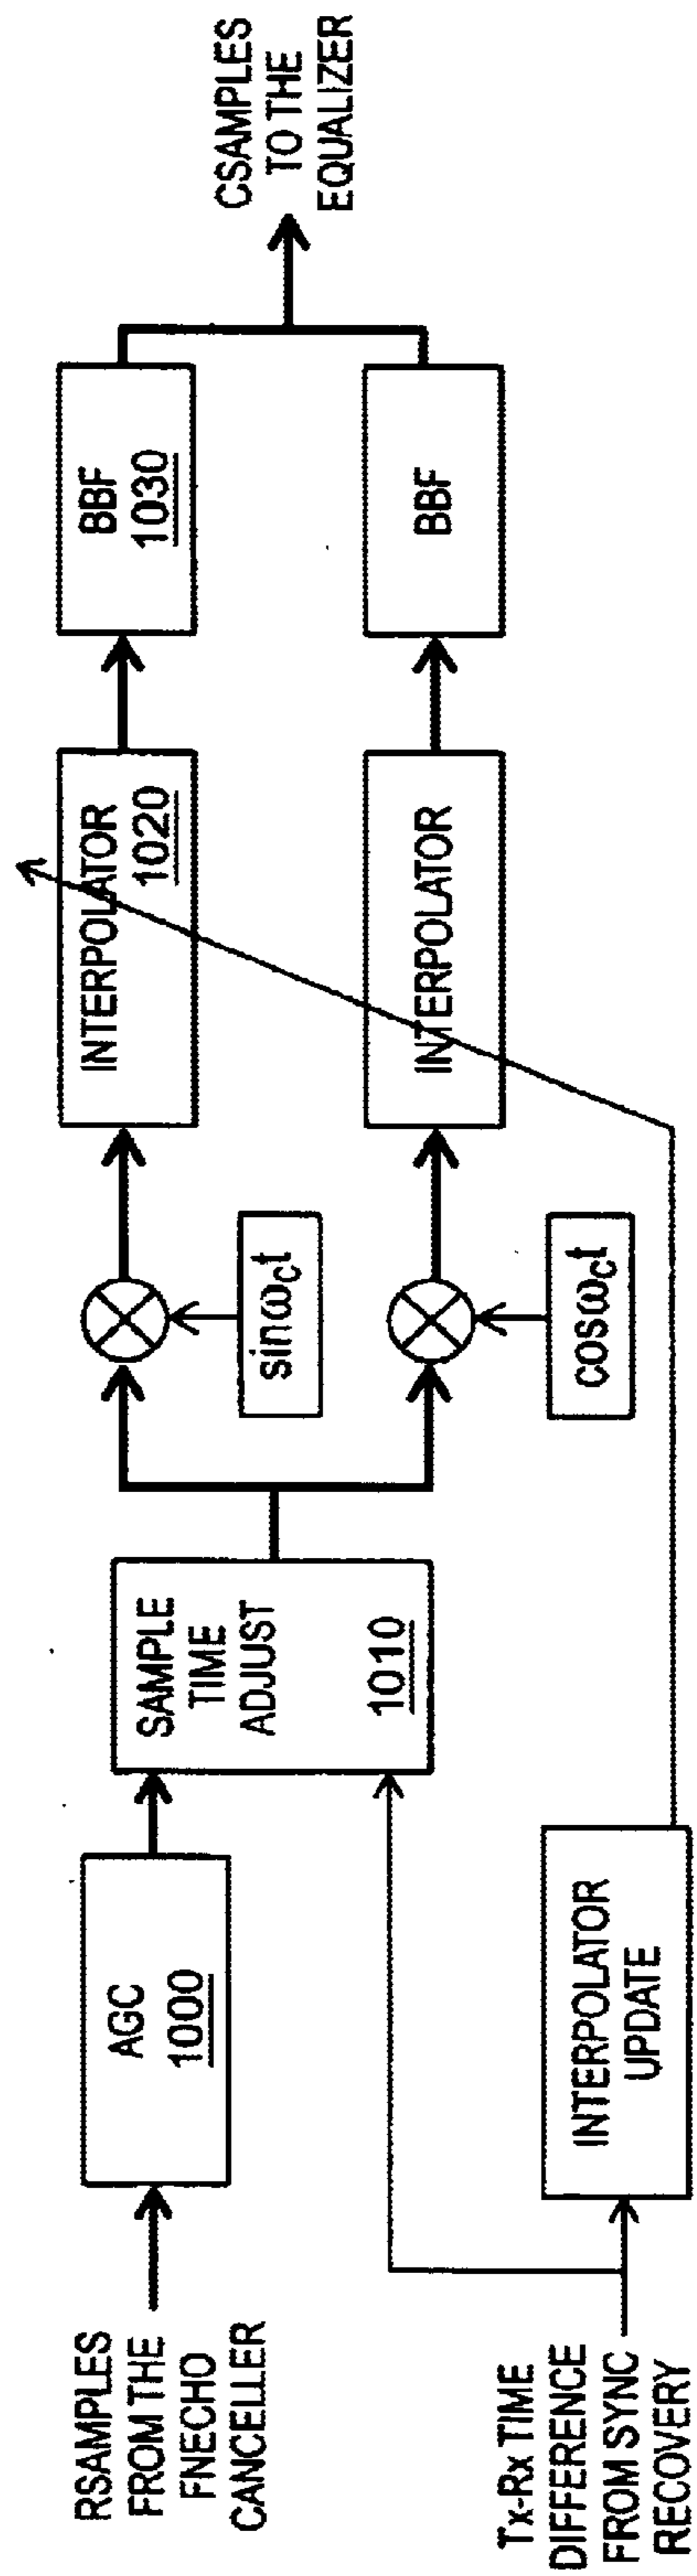 RSAMPLES
FROM THE
FNECHO
CANCELLER
AGC
1000
SAMPLE
TIME
ADJUST
1010
sinωct
cosωct
INTERPOLATOR
1020
INTERPOLATOR
BBF
1030
BBF
CSAMPLES
TO THE
EQUALIZER
Tx-Rx TIME
DIFFERENCE
FROM SYNC
RECOVERY
INTERPOLATOR
UPDATE